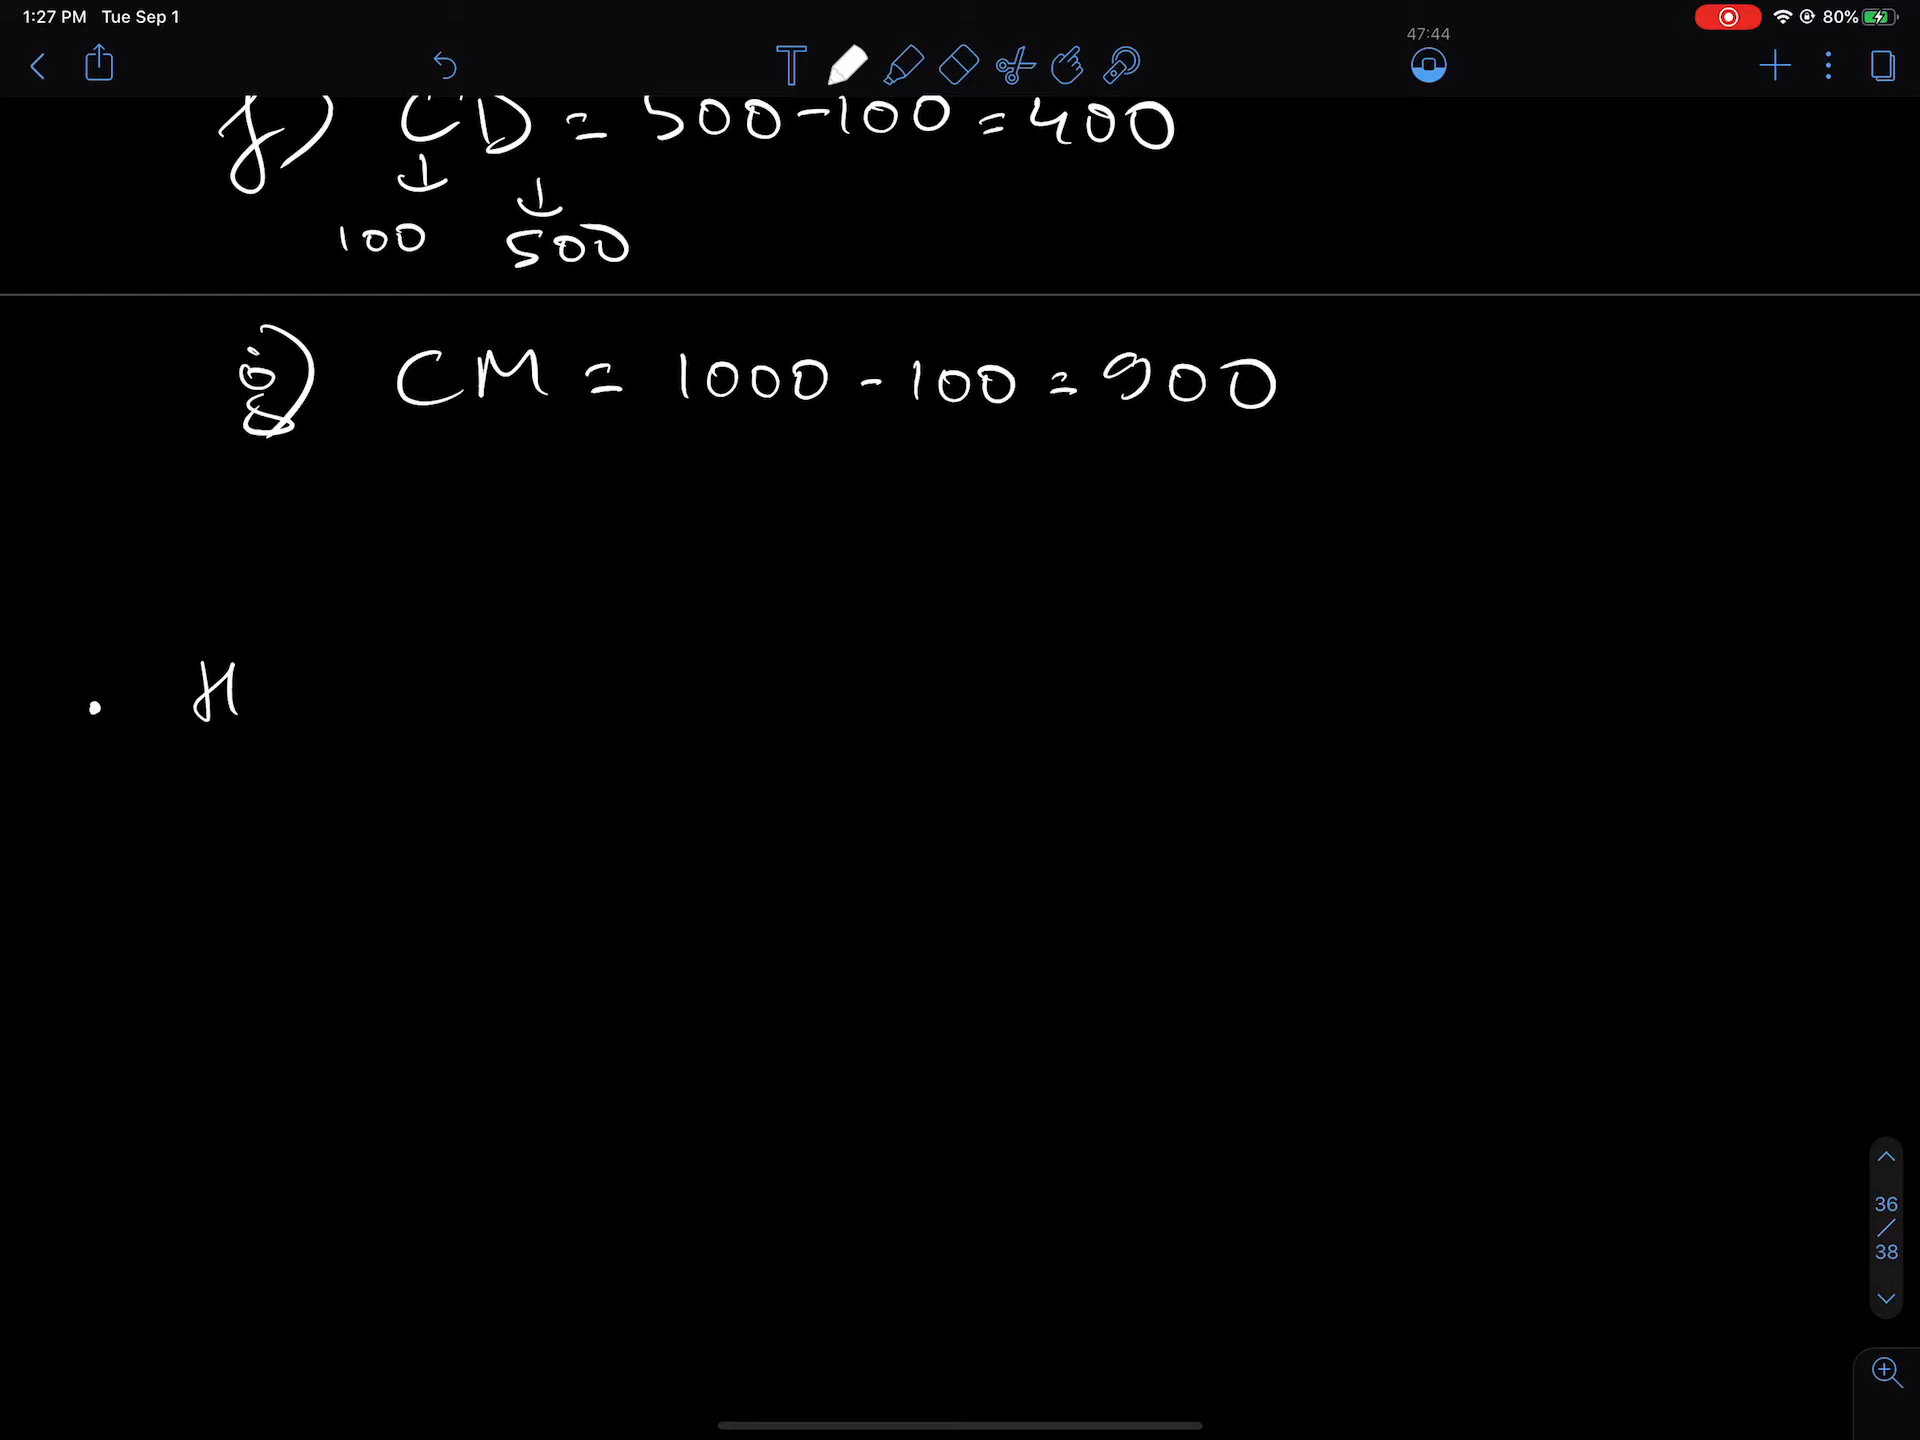 1:27 PM Tue Sep 1
80%
47:44
CD = 500-100 = 400
100 500
CM = 1000 - 100 = 900
. H
36
/
38